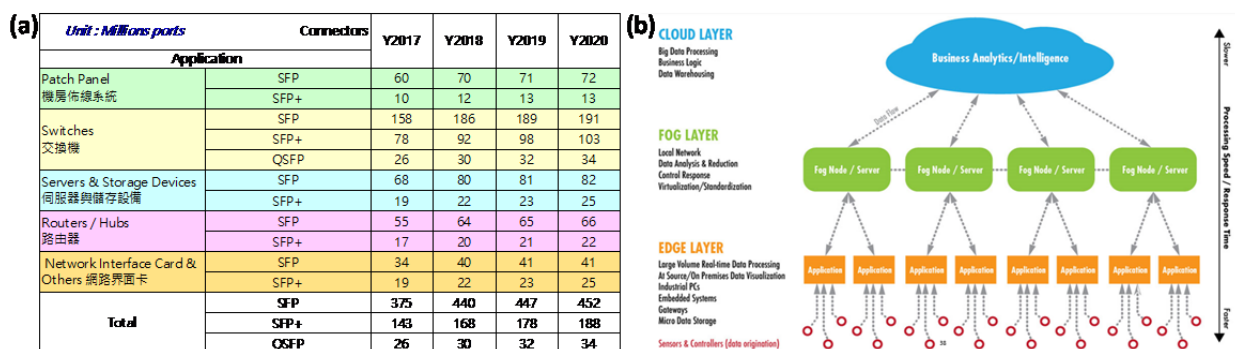 (a)
Unit : Millions ports Connectors Y2017 Y2018 Y2019 Y2020
Application
Patch Panel
機房佈線系統
SFP 60 70 71 72
SFP+ 10 12 13 13
Switches
交換機
SFP 158 186 189 191
SFP+ 78 92 98 103
QSFP 26 30 32 34
Servers & Storage Devices
伺服器與儲存設備
SFP 68 80 81 82
SFP+ 19 22 23 25
Routers / Hubs
路由器
SFP 55 64 65 66
SFP+ 17 20 21 22
Network Interface Card &
Others 網路界面卡
SFP 34 40 41 41
SFP+ 19 22 23 25
Total
SFP 375 440 447 452
SFP+ 143 168 178 188
QSFP 26 30 32 34
(b)
CLOUD LAYER
Big Data Processing
Business Logic
Data Warehousing
Business Analytics/Intelligence
Data Flow
FOG LAYER
Local Network
Data Analysis & Reduction
Control Response
Virtualization/Standardization
Fog Node / Server Fog Node / Server Fog Node / Server Fog Node / Server
EDGE LAYER
Large Volume Real-time Data Processing
At Source/On Premises Data Visualization
Industrial PCs
Embedded Systems
Gateways
Micro Data Storage
Application Application Application Application Application Application Application Application
Sensors & Controllers (data origination)
38
Slower
Processing Speed / Response Time
Faster